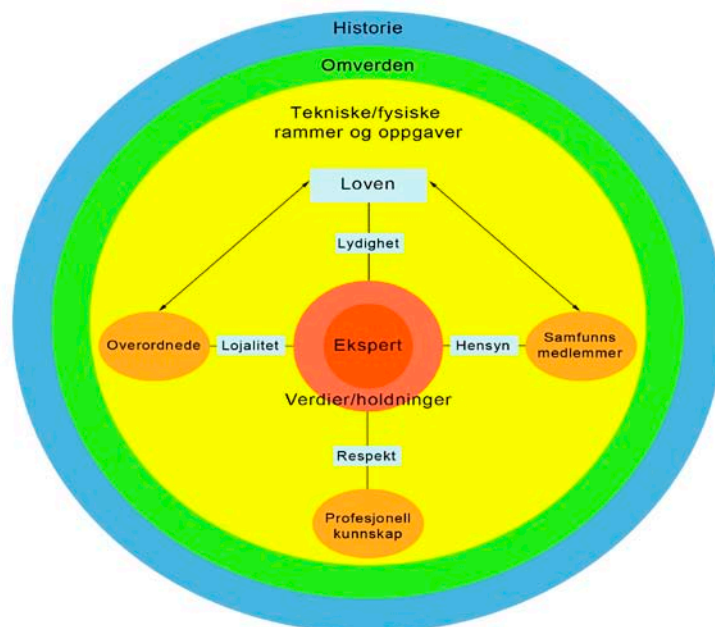 Historie
Omverden
Tekniske/fysiske
rammer og oppgaver
Loven
Lydighet
Overordnede
Lojalitet
Ekspert
Hensyn
Samfunns
medlemmer
Verdier/holdninger
Respekt
Profesjonell
kunnskap